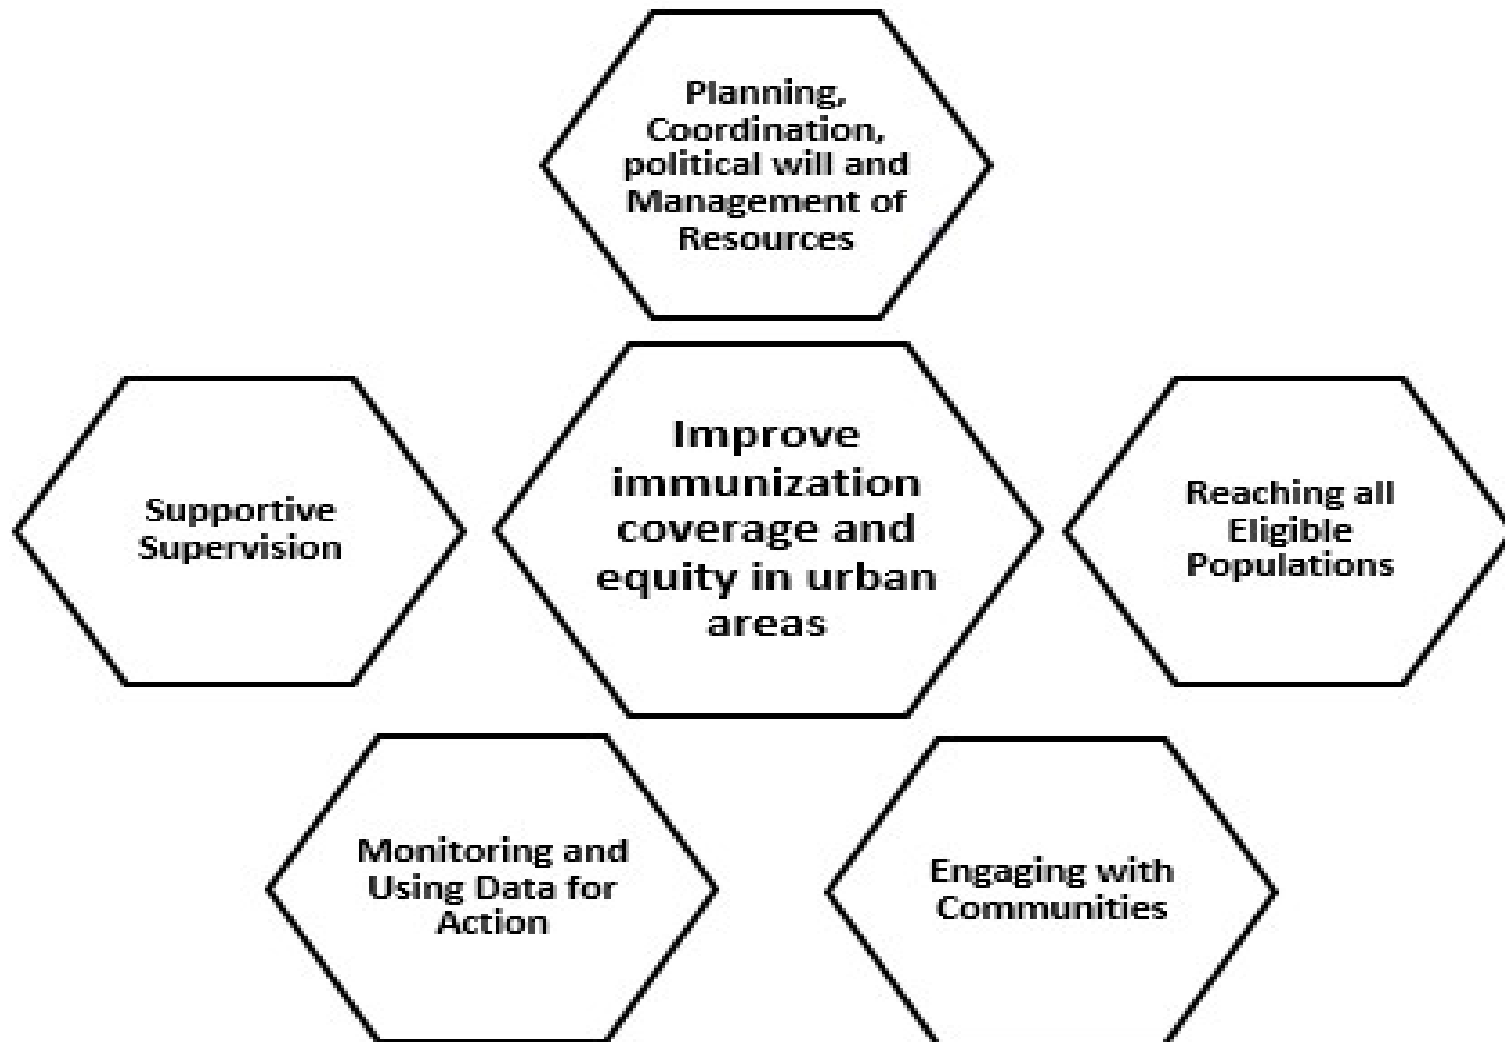 Planning,
Coordination,
political will and
Management of
Resources
Improve
immunization
coverage and
equity in urban
areas
Supportive
Supervision
Reaching all
Eligible
Populations
Monitoring and
Using Data for
Action
Engaging with
Communities